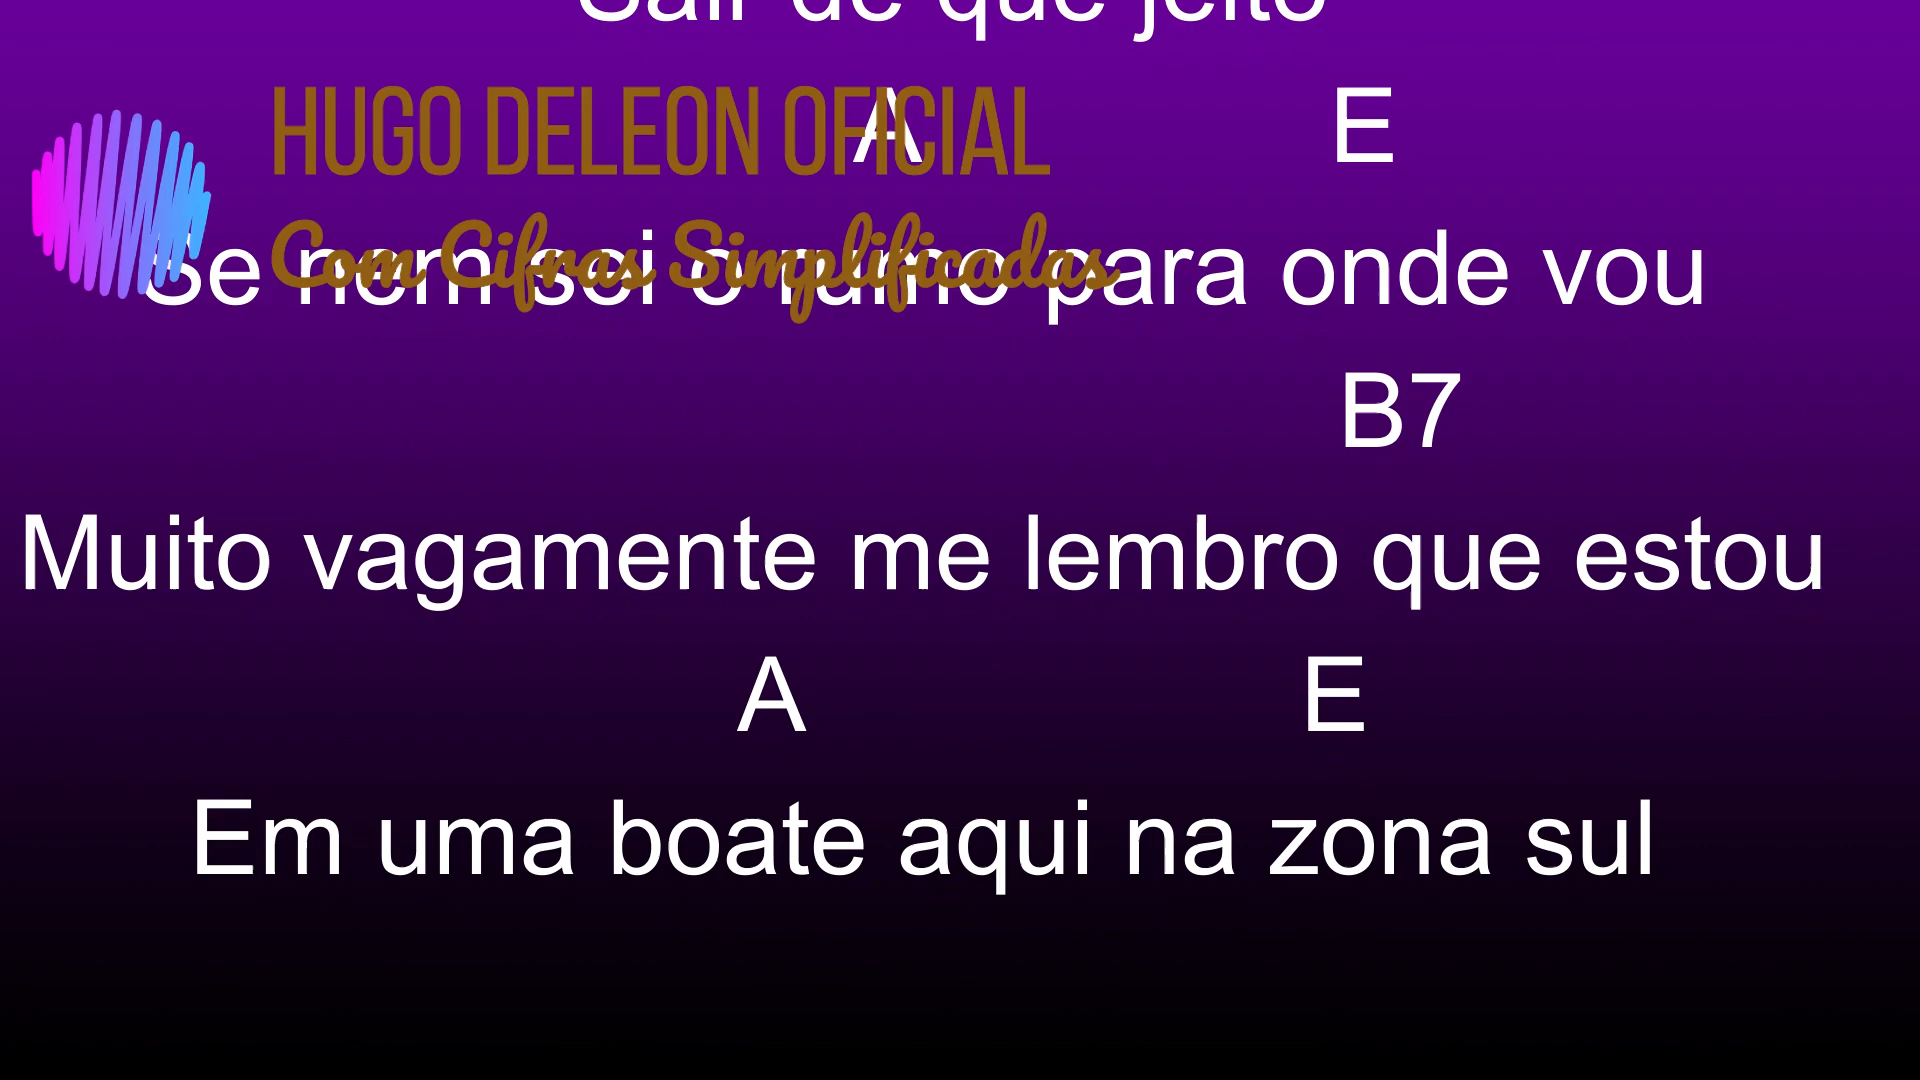 Sair de que jeito
HUGO DELEON OFICIAL
A E
Com Cifras Simplificadas
Se nem sei o rumo para onde vou
B7
Muito vagamente me lembro que estou
A E
Em uma boate aqui na zona sul